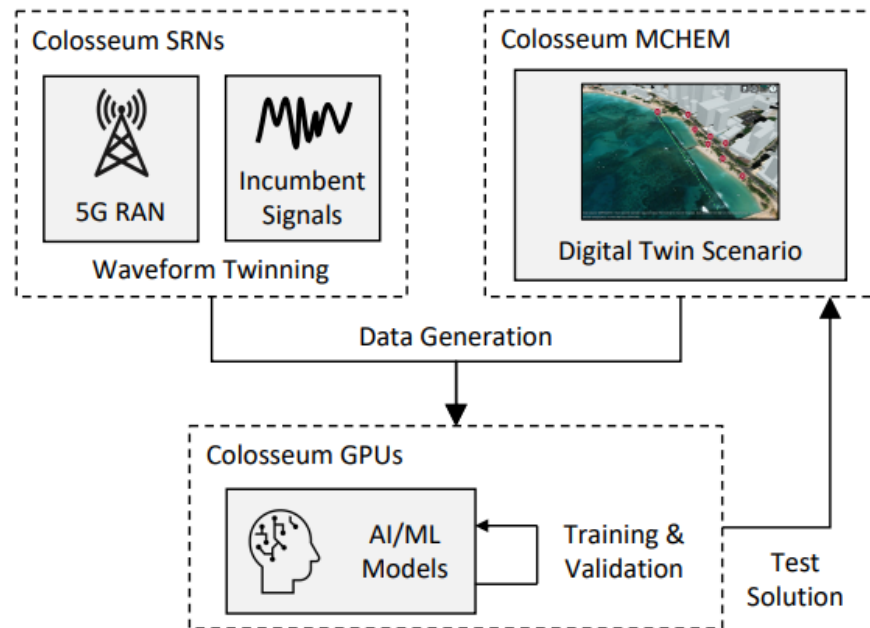 Colosseum SRNs
5G RAN
Incumbent
Signals
Waveform Twinning
Colosseum MCHEM
Digital Twin Scenario
Data Generation
Colosseum GPUs
AI/ML
Models
Training &
Validation
Test
Solution